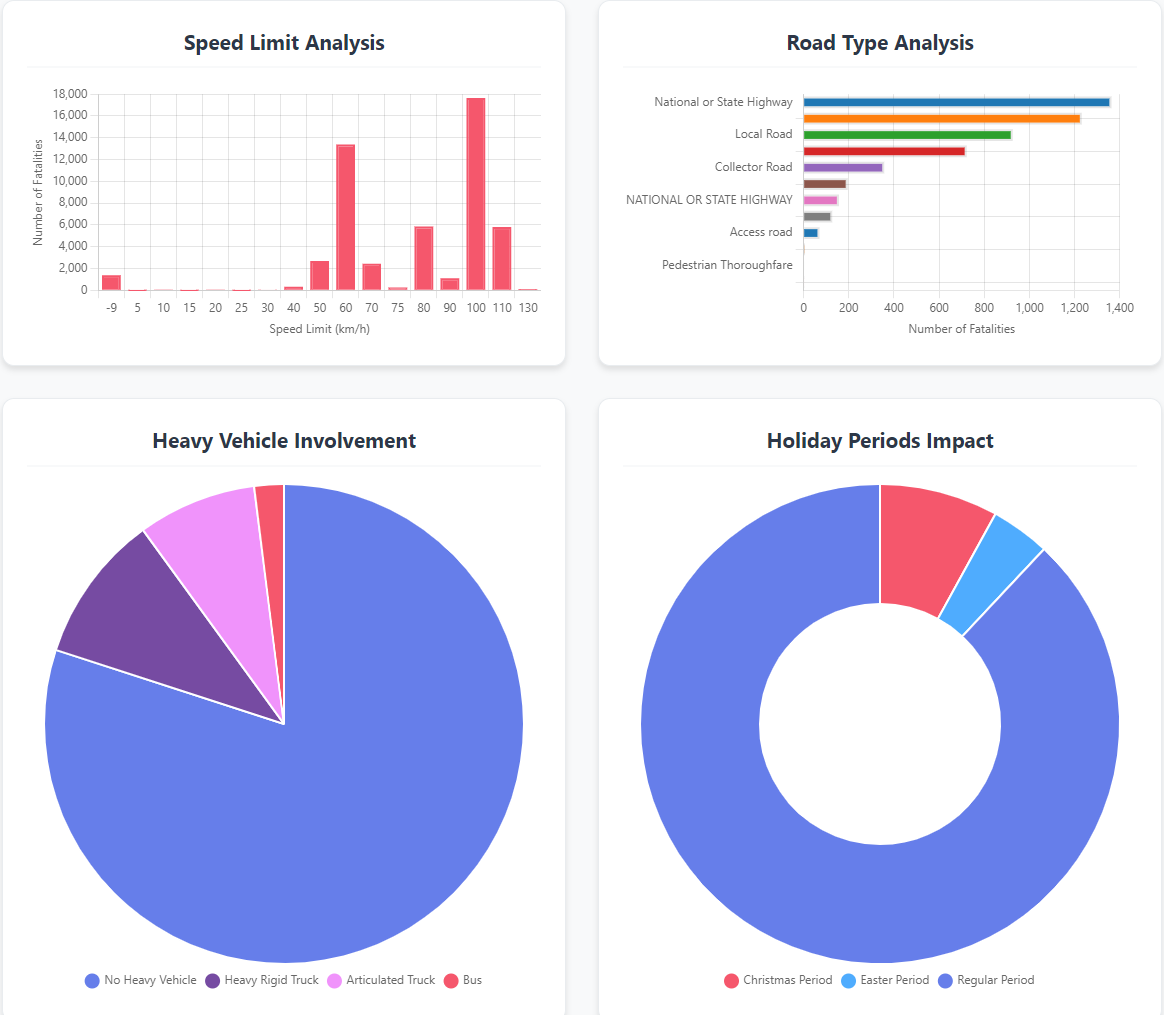 Speed Limit Analysis
Number of Fatalities
18,000
16,000
14,000
12,000
10,000
8,000
6,000
4,000
2,000
0
-9 5 10 15 20 25 30 40 50 60 70 75 80 90 100 110 130
Speed Limit (km/h)
Road Type Analysis
National or State Highway
Local Road
Collector Road
NATIONAL OR STATE HIGHWAY
Access road
Pedestrian Thoroughfare
0 200 400 600 800 1,000 1,200 1,400
Number of Fatalities
Heavy Vehicle Involvement
No Heavy Vehicle Heavy Rigid Truck Articulated Truck Bus
Holiday Periods Impact
Christmas Period Easter Period Regular Period